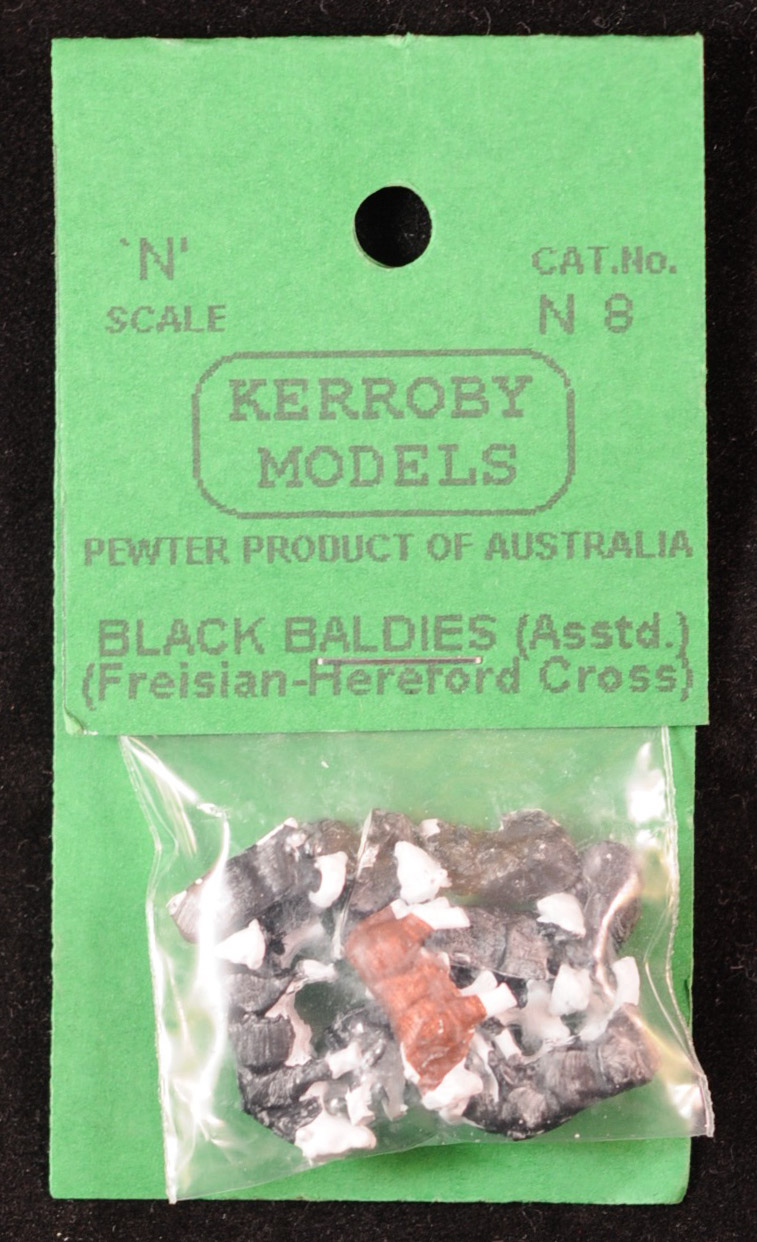 `N'
SCALE
CAT.No.
N 8
KERROBY
MODELS
PEWTER PRODUCT OF AUSTRALIA
BLACK BALDIES (Asstd.)
(Freisian-Hereford Cross)